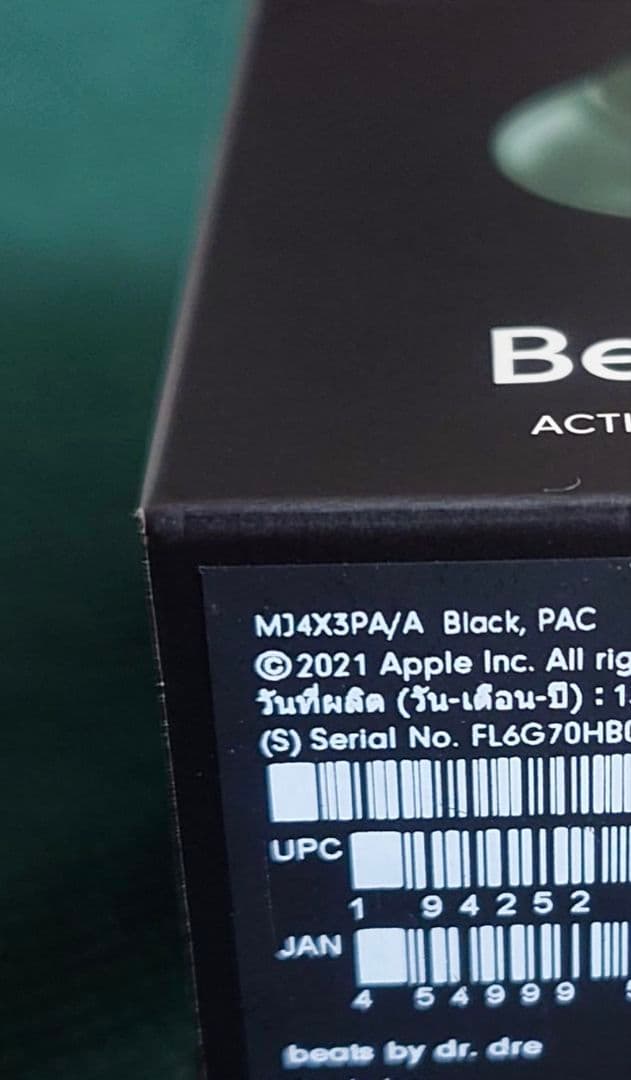 Be
ACTI
MJ4X3PA/A Black, PAC
©2021 Apple Inc. All rig
วันที่ผลิต (วัน-เดือน-ปี) : 1
(S) Serial No. FL6G70HB
UPC
1 94252
JAN
4 54999
beats by dr. dre